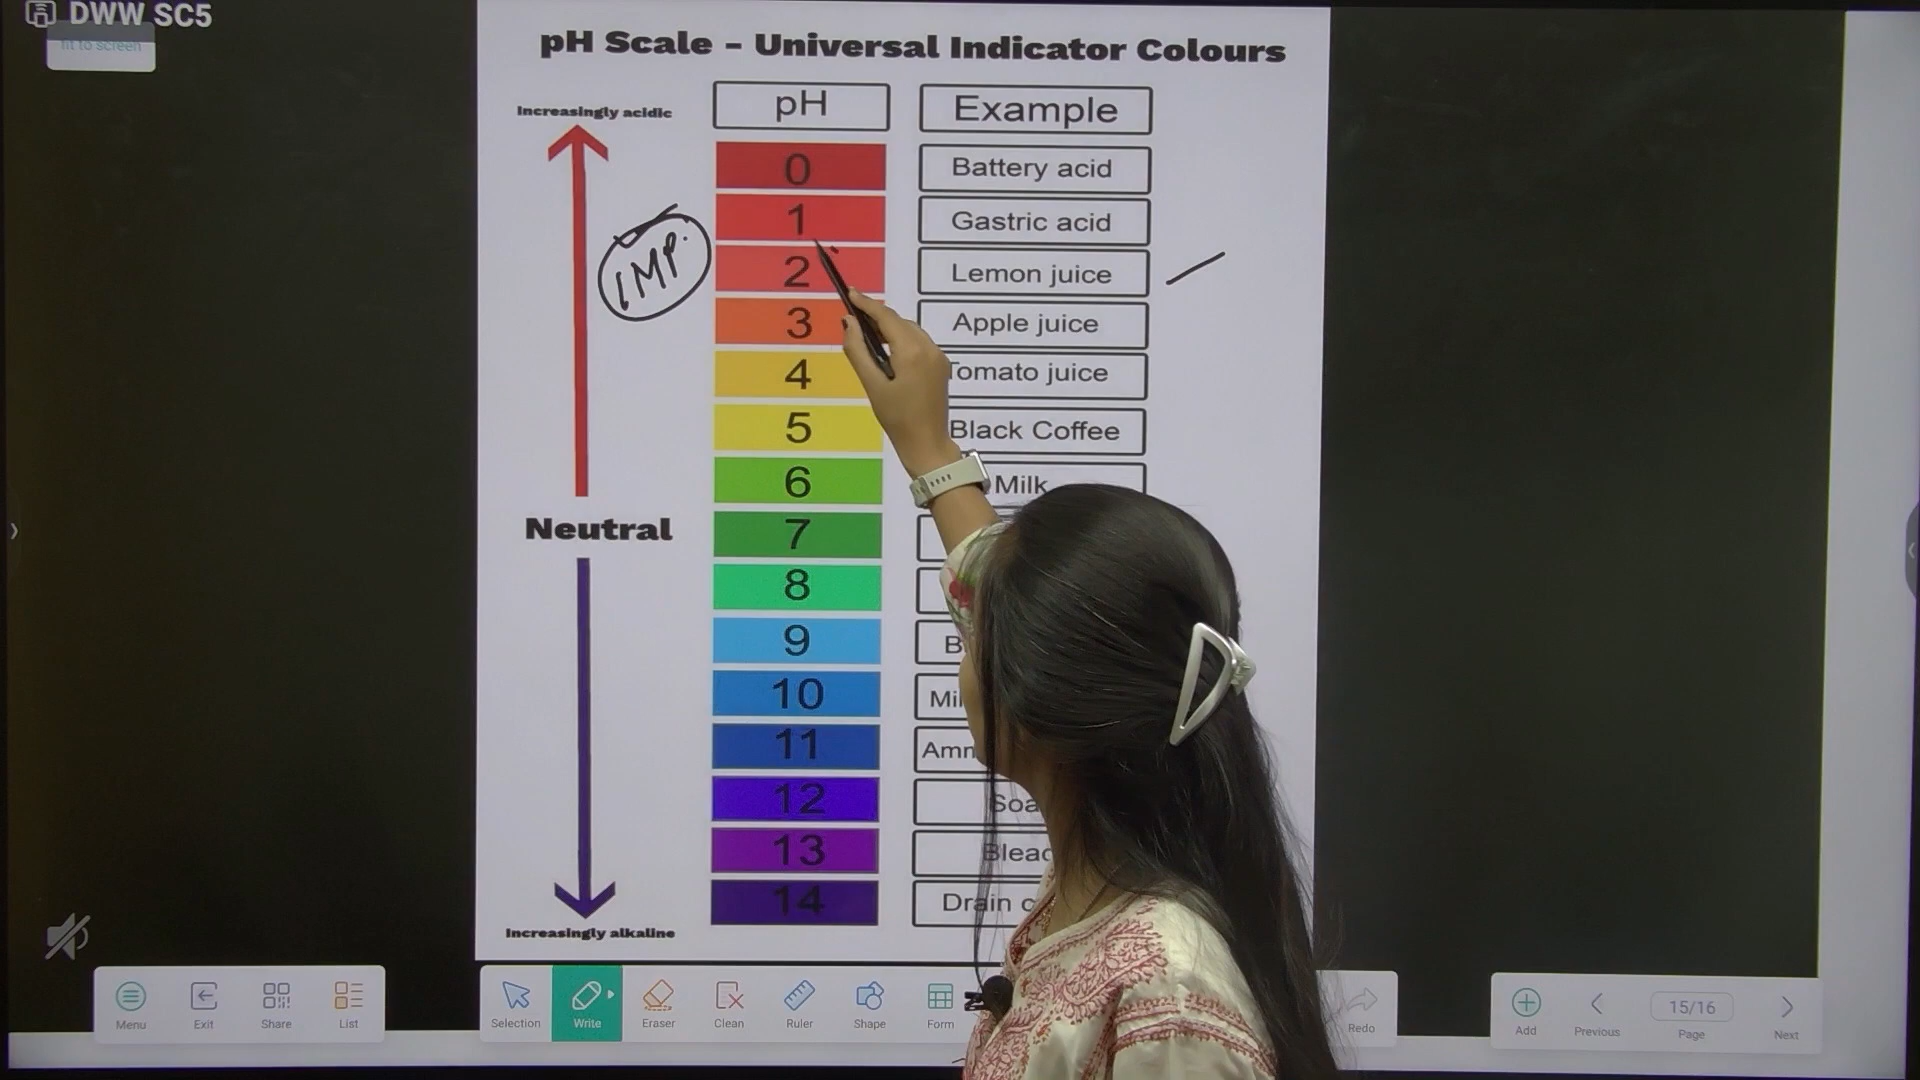 DWW SC5
fit to screen
pH Scale - Universal Indicator Colours
Increasingly acidic
pH Example
0 Battery acid
1 Gastric acid
IMP.
2 Lemon juice
3 Apple juice
4 Tomato juice
5 Black Coffee
6 Milk
Neutral
7
8
9
10
11
12
13
14
Increasingly alkaline
Menu Exit Share List
Selection Write Eraser Clean Ruler Shape Form
Redo
Add Previous 15/16 Page Next